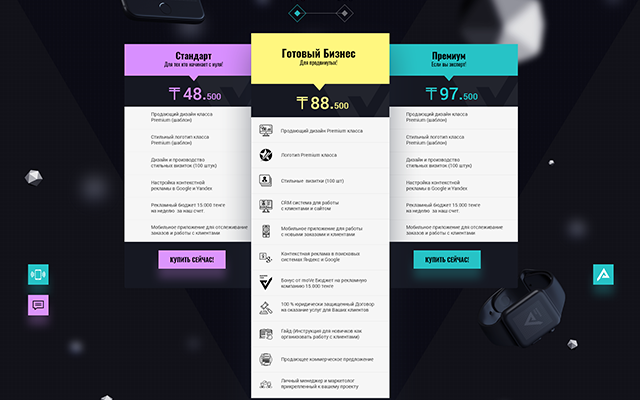 Стандарт
Для тех кто начинает с нуля!
₸ 48.500
Продающий дизайн класса
Premium (шаблон)
Стильный логотип класса
Premium (шаблон)
Дизайн и производство
стильных визиток (100 штук)
Настройка контекстной
рекламы в Google и Yandex
Рекламный бюджет 15.000 тенге
на неделю за наш счет
Мобильное приложение для отслеживание
заказов и работы с клиентами
КУПИТЬ СЕЙЧАС!
Готовый Бизнес
Для продвинутых!
₸ 88.500
Продающий дизайн Premium класса
Логотип Premium класса
Стильные визитки (100 шт)
CRM система для работы
с клиентами и сайтом
Мобильное приложение для работы
с новыми заказами и клиентами
Контекстная реклама в поисковых
системах Яндекс и Google
Бонус от moVe Бюджет на рекламную
компанию 15.000 тенге
100 % юридически защищенный Договор
на оказание услуг для Ваших клиентов
Гайд (Инструкция для новичков как
организовать работу с клиентами)
Продающее коммерческое предложение
Личный менеджер и маркетолог
прикрепленный к вашему проекту
Премиум
Если вы эксперт!
₸ 97.500
Продающий дизайн класса
Premium (шаблон)
Стильный логотип класса
Premium (шаблон)
Дизайн и производство
стильных визиток (100 штук)
Настройка контекстной
рекламы в Google и Yandex
Рекламный бюджет 15.000 тенге
на неделю за наш счет
Мобильное приложение для отслеживание
заказов и работы с клиентами
КУПИТЬ СЕЙЧАС!